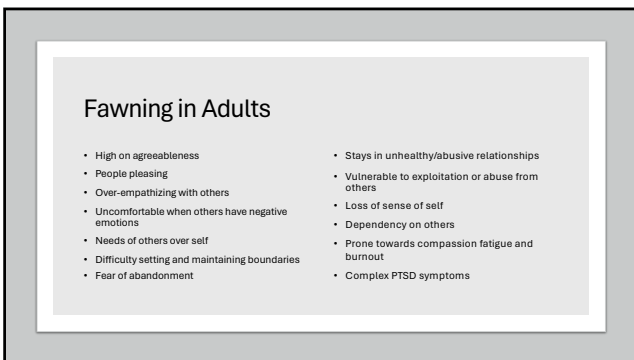 Fawning in Adults
• High on agreeableness
• People pleasing
• Over-empathizing with others
• Uncomfortable when others have negative
emotions
• Needs of others over self
• Difficulty setting and maintaining boundaries
• Fear of abandonment
• Stays in unhealthy/abusive relationships
• Vulnerable to exploitation or abuse from
others
• Loss of sense of self
• Dependency on others
• Prone towards compassion fatigue and
burnout
• Complex PTSD symptoms